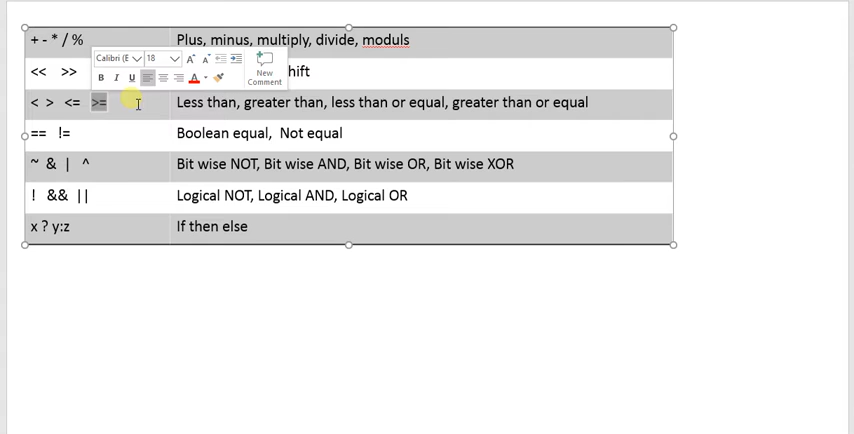 + - * / % Plus, minus, multiply, divide, moduls
Calibri (E 18 A A
<< >> hift
B I U A New Comment
< > <= >= Less than, greater than, less than or equal, greater than or equal
== != Boolean equal, Not equal
~ & | ^ Bit wise NOT, Bit wise AND, Bit wise OR, Bit wise XOR
! && || Logical NOT, Logical AND, Logical OR
x ? y:z If then else